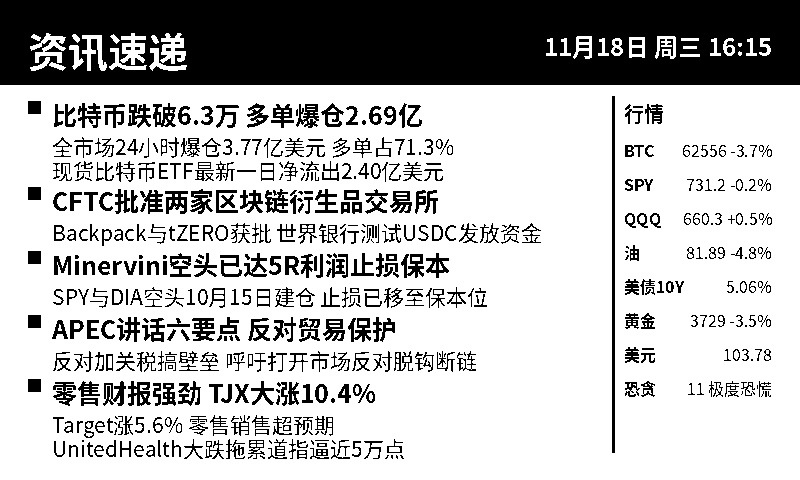 资讯速递
11月18日 周三 16:15
比特币跌破6.3万 多单爆仓2.69亿
全市场24小时爆仓3.77亿美元 多单占71.3%
现货比特币ETF最新一日净流出2.40亿美元
CFTC批准两家区块链衍生品交易所
Backpack与tZERO获批 世界银行测试USDC发放资金
Minervini空头已达5R利润止损保本
SPY与DIA空头10月15日建仓 止损已移至保本位
APEC讲话六要点 反对贸易保护
反对加关税搞壁垒 呼吁打开市场反对脱钩断链
零售财报强劲 TJX大涨10.4%
Target涨5.6% 零售销售超预期
UnitedHealth大跌拖累道指逼近5万点
行情
BTC 62556 -3.7%
SPY 731.2 -0.2%
QQQ 660.3 +0.5%
油 81.89 -4.8%
美债10Y 5.06%
黄金 3729 -3.5%
美元 103.78
恐贪 11 极度恐慌